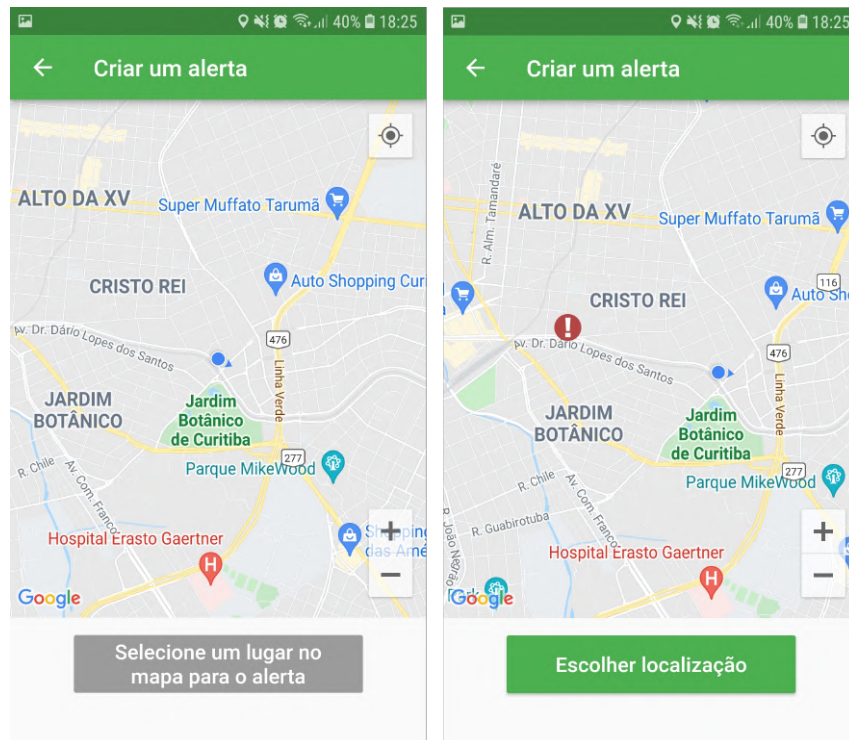 40% 18:25
Criar um alerta
ALTO DA XV
Super Muffato Tarumã
CRISTO REI
Auto Shopping Cur
Av. Dr. Dário Lopes dos Santos
476
Linha Verde
JARDIM
BOTÂNICO
Jardim
Botânico
de Curitiba
277
Parque MikeWood
R. Chile
Av. Com. Franco
Hospital Erasto Gaertner
H
Shopping
das Amé
+
−
Google
Selecione um lugar no
mapa para o alerta
40% 18:25
Criar um alerta
R. Alm. Tamandaré
ALTO DA XV
Super Muffato Tarumã
116
CRISTO REI
Auto Sh
!
Av. Dr. Dário Lopes dos Santos
476
Linha Verde
JARDIM
BOTÂNICO
Jardim
Botânico
de Curitiba
277
Parque MikeWood
R. Chile
Av. Com. Franco
R. Guabirotuba
R. João Negrão
Hospital Erasto Gaertner
H
+
−
Google
Escolher localização